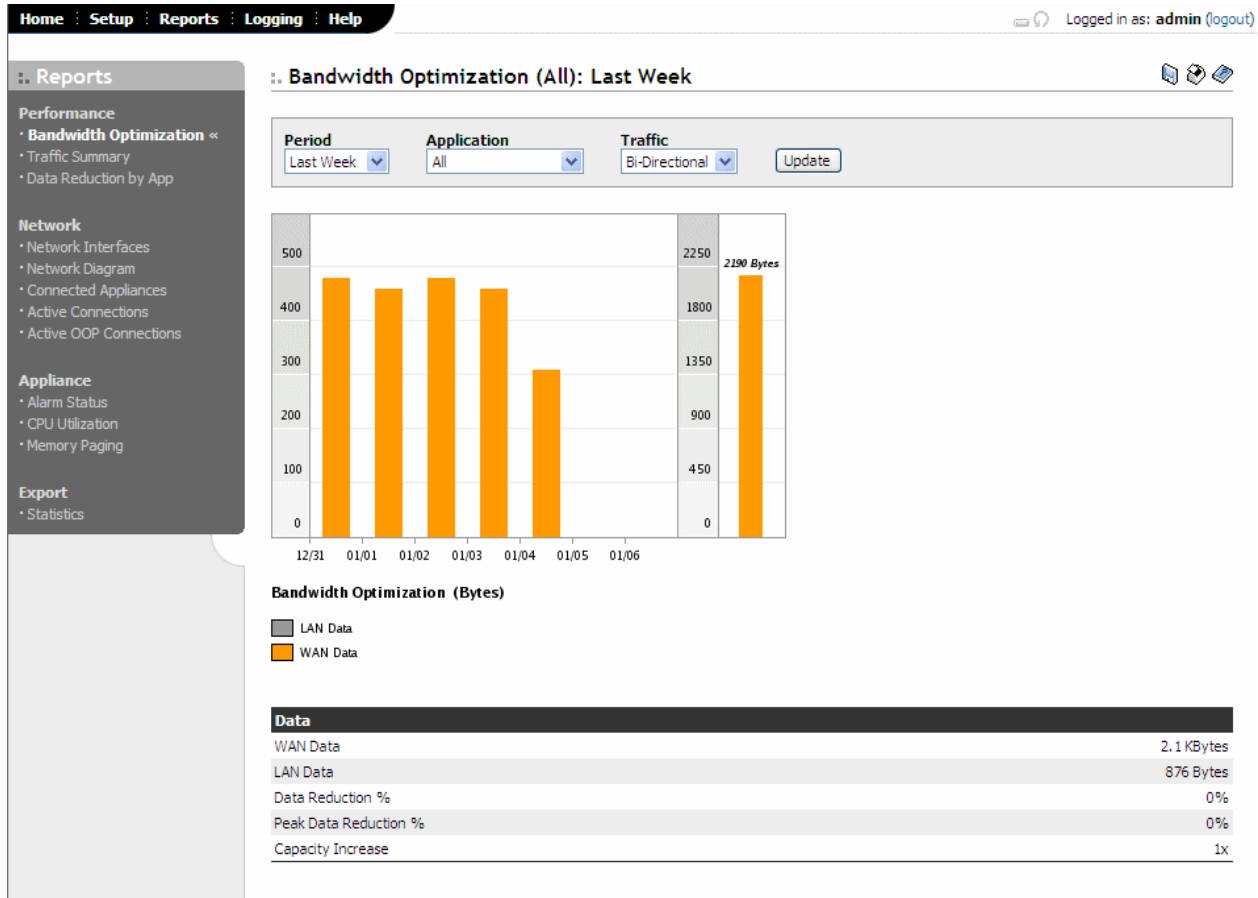 Home Setup Reports Logging Help
Logged in as: admin (logout)
:. Reports
Performance
· Bandwidth Optimization «
· Traffic Summary
· Data Reduction by App
Network
· Network Interfaces
· Network Diagram
· Connected Appliances
· Active Connections
· Active OOP Connections
Appliance
· Alarm Status
· CPU Utilization
· Memory Paging
Export
· Statistics
:. Bandwidth Optimization (All): Last Week
Period Application Traffic
Last Week All Bi-Directional Update
500 2250
2190 Bytes
400 1800
300 1350
200 900
100 450
0 0
12/31 01/01 01/02 01/03 01/04 01/05 01/06
Bandwidth Optimization (Bytes)
LAN Data
WAN Data
Data
WAN Data 2.1 KBytes
LAN Data 876 Bytes
Data Reduction % 0%
Peak Data Reduction % 0%
Capacity Increase 1x